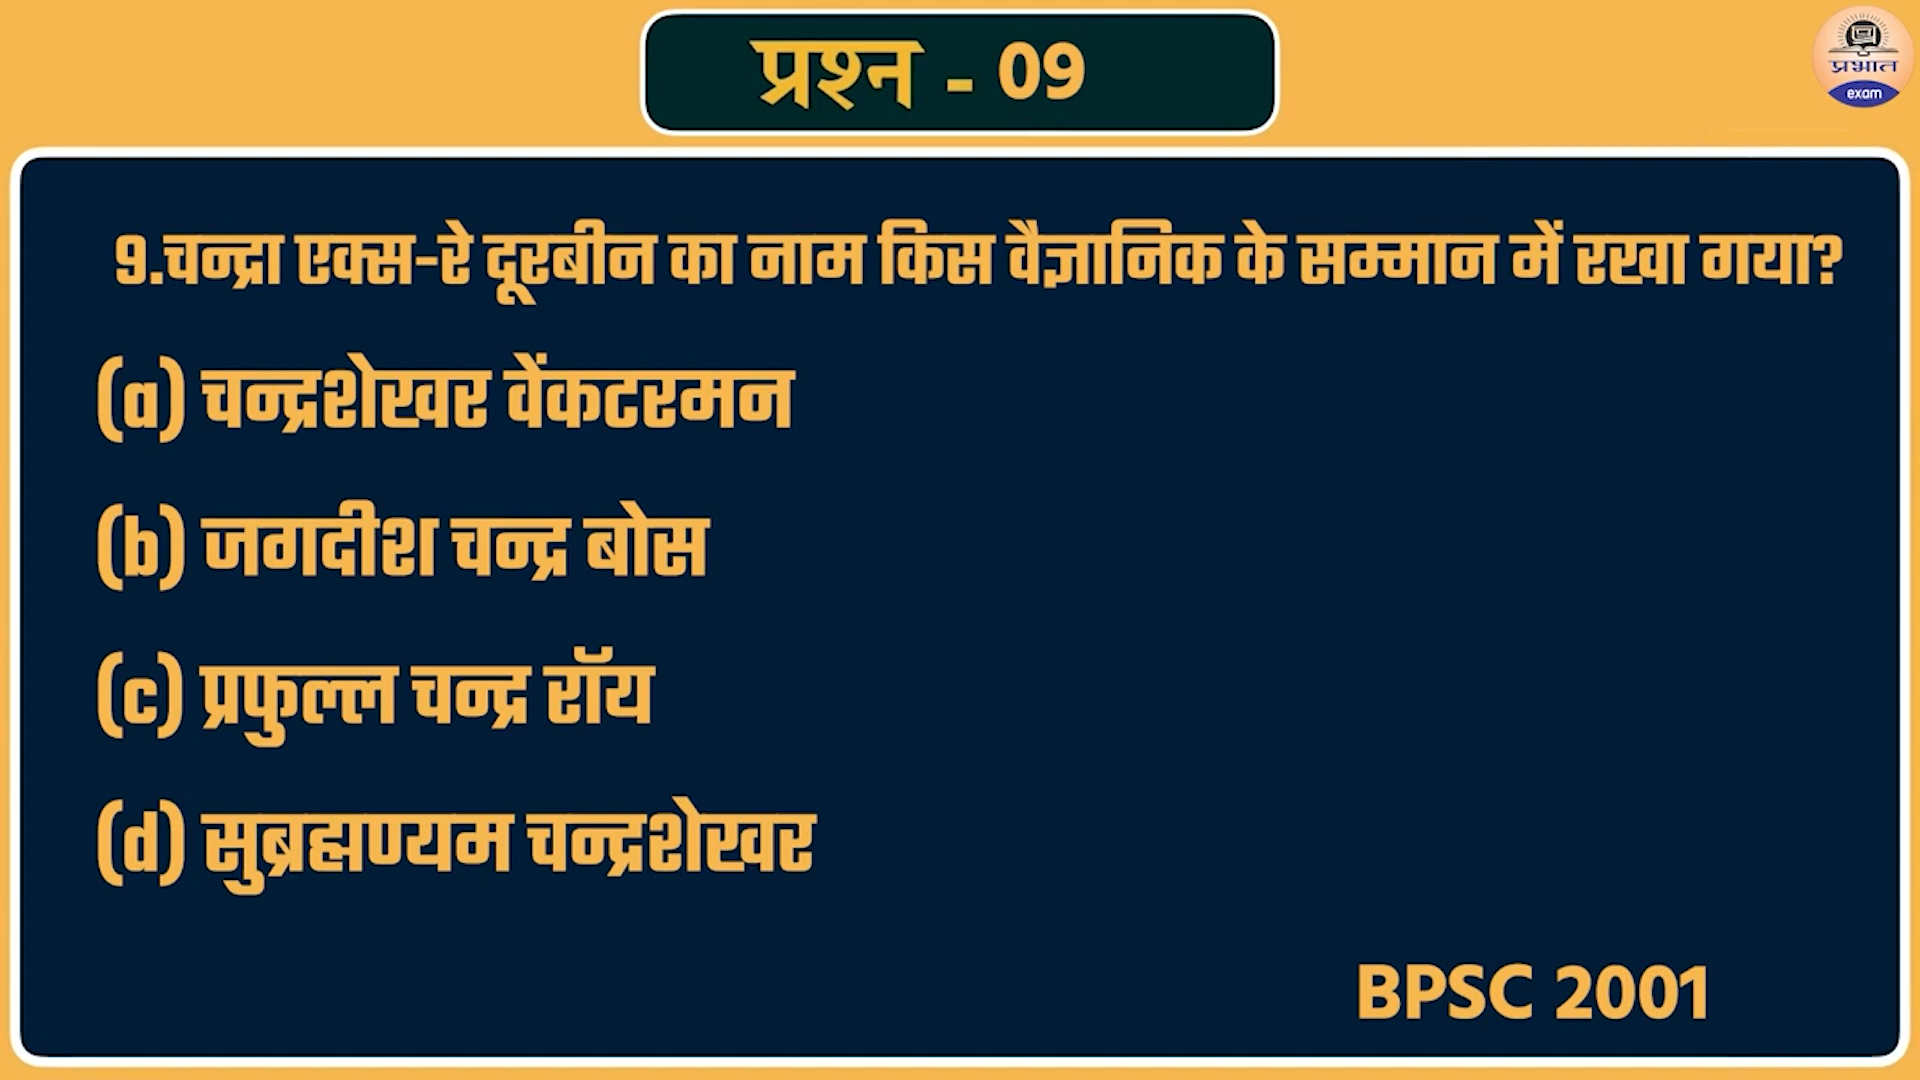 प्रश्न - 09
प्रभात
exam
9.चन्द्रा एक्स-रे दूरबीन का नाम किस वैज्ञानिक के सम्मान में रखा गया?
(a) चन्द्रशेखर वेंकटरमन
(b) जगदीश चन्द्र बोस
(c) प्रफुल्ल चन्द्र रॉय
(d) सुब्रह्मण्यम चन्द्रशेखर
BPSC 2001